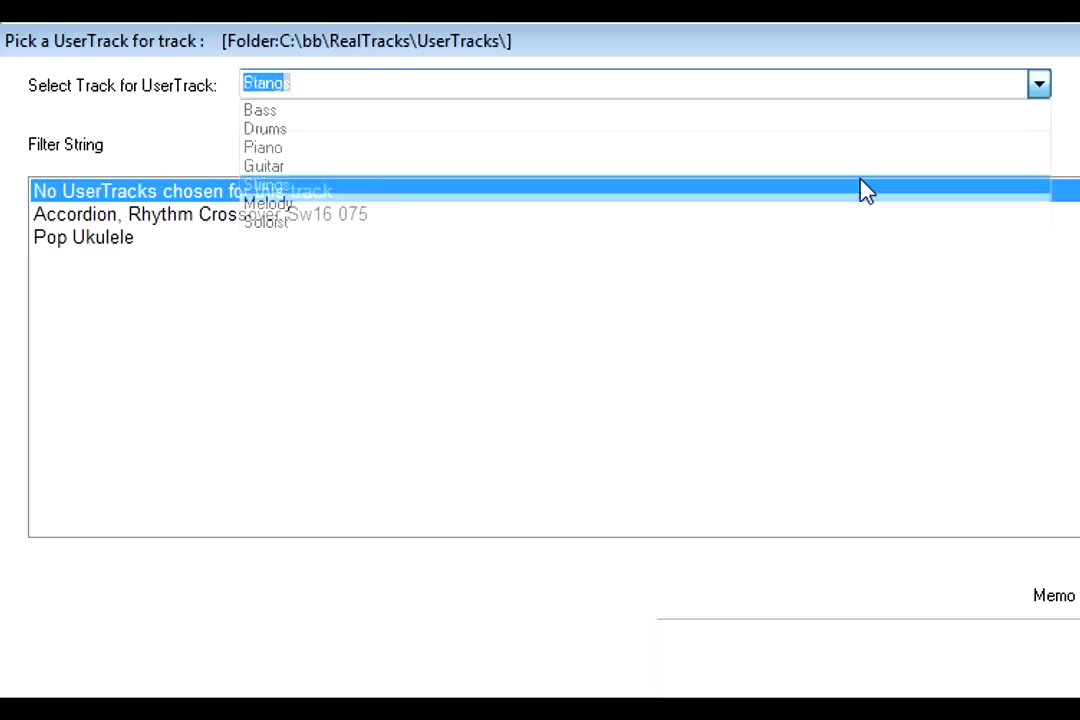 Pick a UserTrack for track : [Folder:C:\bb\RealTracks\UserTracks\]
Select Track for UserTrack:
Bass
Drums
Piano
Guitar
Strings
Melody
Soloist
Filter String
No UserTracks chosen for this track
Accordion, Rhythm Crossover Sw16 075
Pop Ukulele
Memo